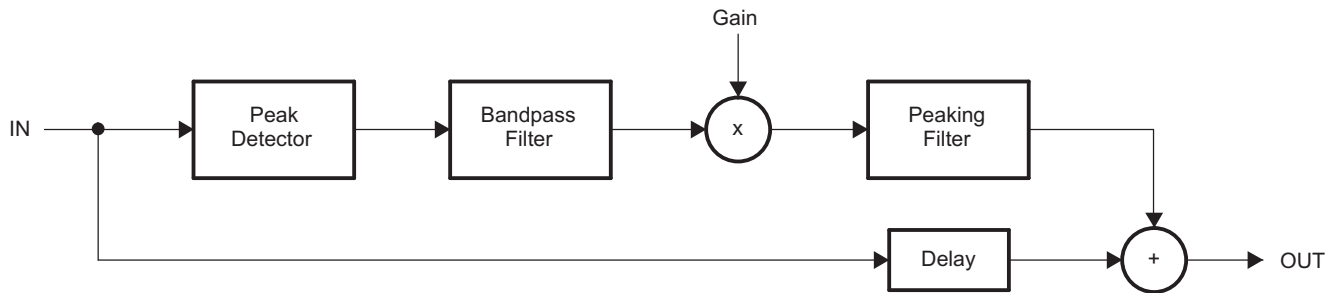 Gain
IN
Peak
Detector
Bandpass
Filter
x
Peaking
Filter
Delay
+
OUT